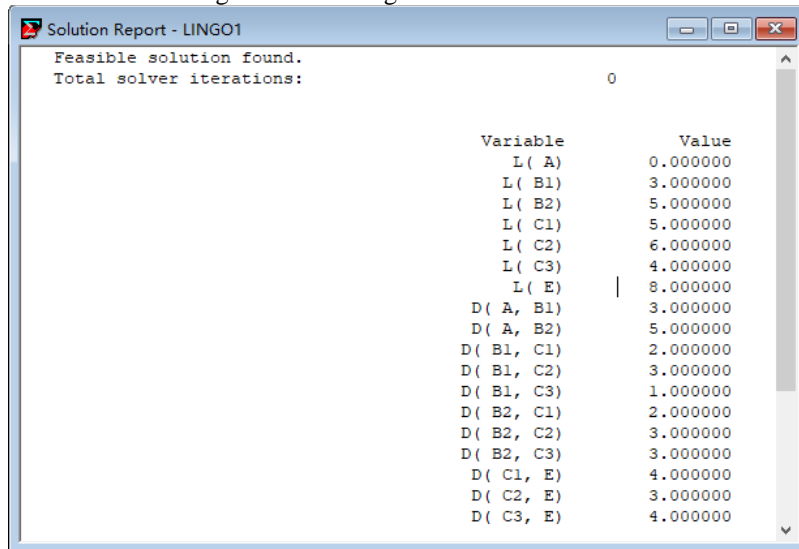 Solution Report - LINGO1
Feasible solution found.
Total solver iterations: 0
Variable Value
L( A) 0.000000
L( B1) 3.000000
L( B2) 5.000000
L( C1) 5.000000
L( C2) 6.000000
L( C3) 4.000000
L( E) 8.000000
D( A, B1) 3.000000
D( A, B2) 5.000000
D( B1, C1) 2.000000
D( B1, C2) 3.000000
D( B1, C3) 1.000000
D( B2, C1) 2.000000
D( B2, C2) 3.000000
D( B2, C3) 3.000000
D( C1, E) 4.000000
D( C2, E) 3.000000
D( C3, E) 4.000000